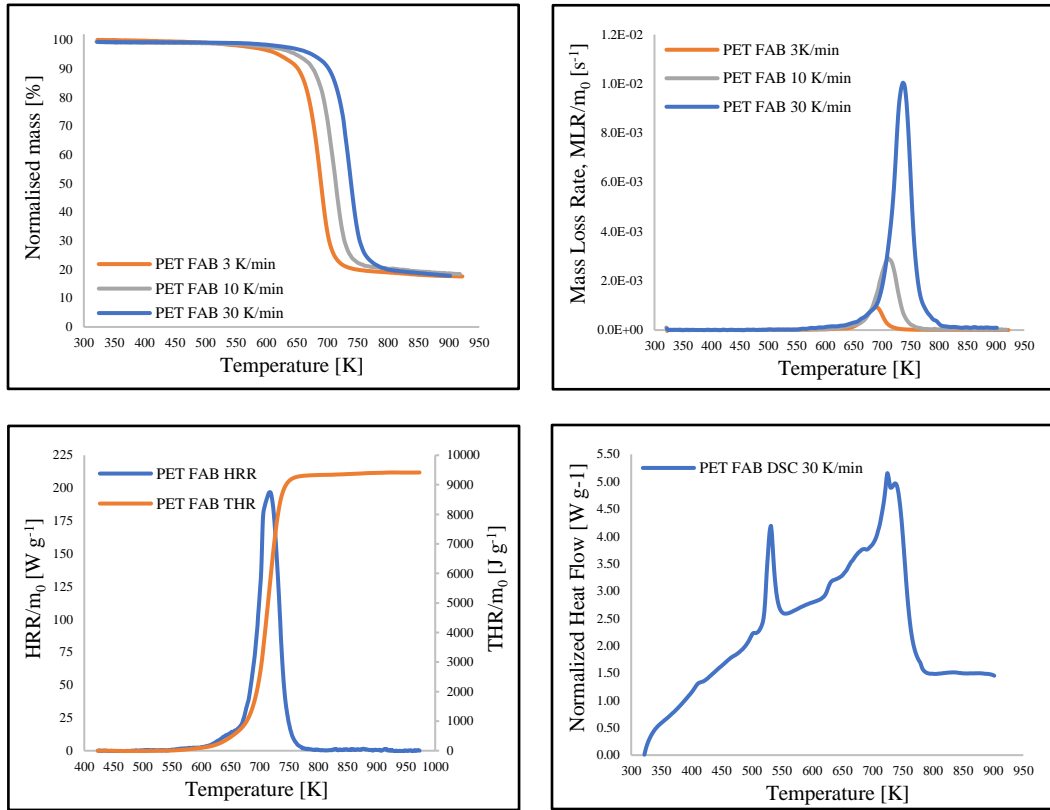 Normalised mass [%]
100
90
80
70
60
50
40
30
20
10
0
PET FAB 3 K/min
PET FAB 10 K/min
PET FAB 30 K/min
300 350 400 450 500 550 600 650 700 750 800 850 900 950
Temperature [K]
Mass Loss Rate, MLR/m0 [s-1]
1.2E-02
1.0E-02
8.0E-03
6.0E-03
4.0E-03
2.0E-03
0.0E+00
PET FAB 3K/min
PET FAB 10 K/min
PET FAB 30 K/min
300 350 400 450 500 550 600 650 700 750 800 850 900 950
Temperature [K]
HRR/m0 [W g-1]
225
200
175
150
125
100
75
50
25
0
PET FAB HRR
PET FAB THR
10000
9000
8000
7000
6000
5000
4000
3000
2000
1000
0
THR/m0 [J g-1]
400 450 500 550 600 650 700 750 800 850 900 950 1000
Temperature [K]
Normalized Heat Flow [W g-1]
5.50
5.00
4.50
4.00
3.50
3.00
2.50
2.00
1.50
1.00
0.50
0.00
PET FAB DSC 30 K/min
300 350 400 450 500 550 600 650 700 750 800 850 900 950
Temperature [K]